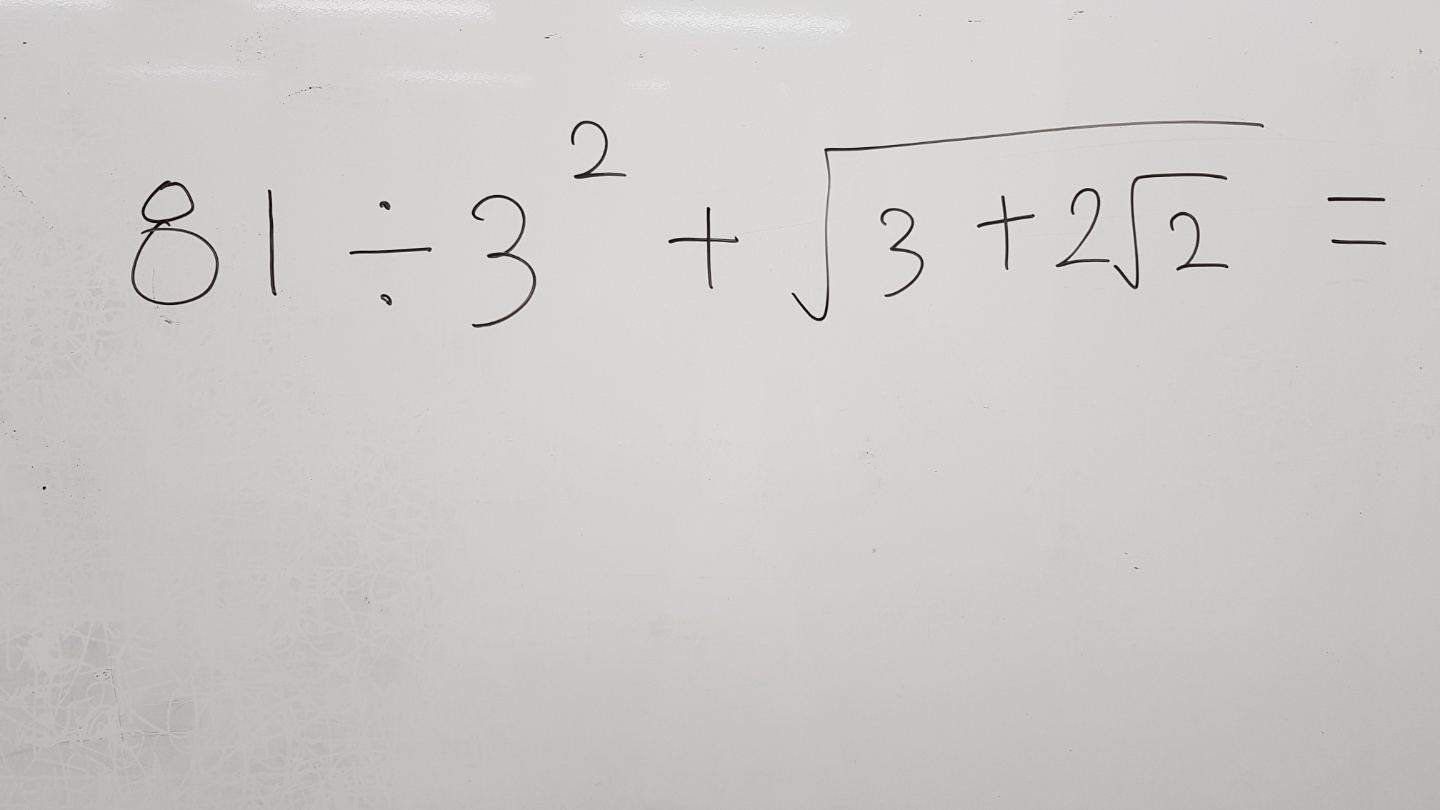 81 ÷ 3² + √(3 + 2√2) =